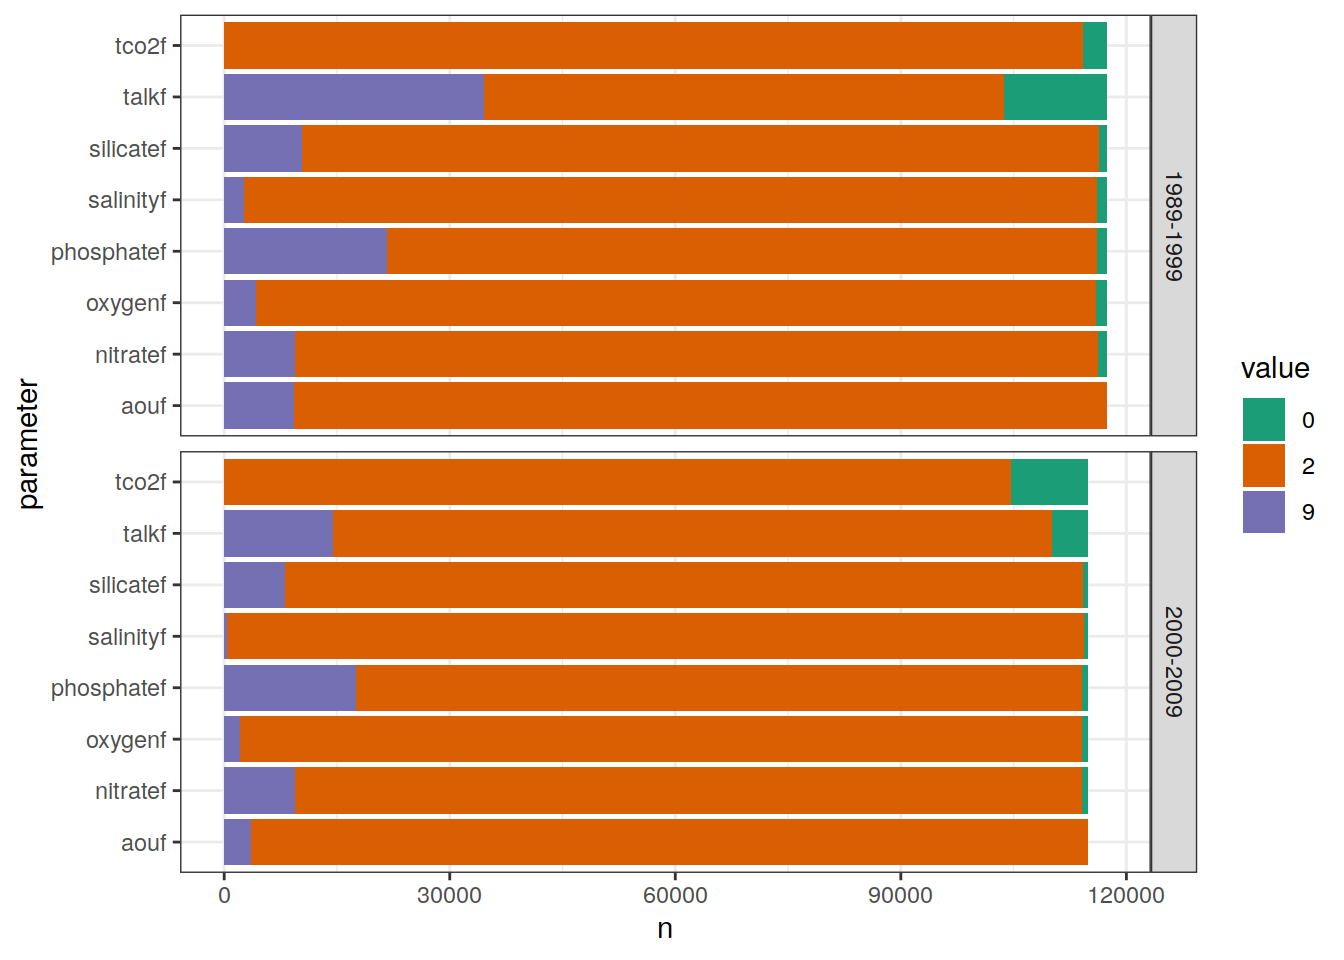 tco2f
talkf
silicatef
salinityf
phosphatef
oxygenf
nitratef
aouf
1989-1999
tco2f
talkf
silicatef
salinityf
phosphatef
oxygenf
nitratef
aouf
2000-2009
0
30000
60000
90000
120000
n
parameter
value
0
2
9